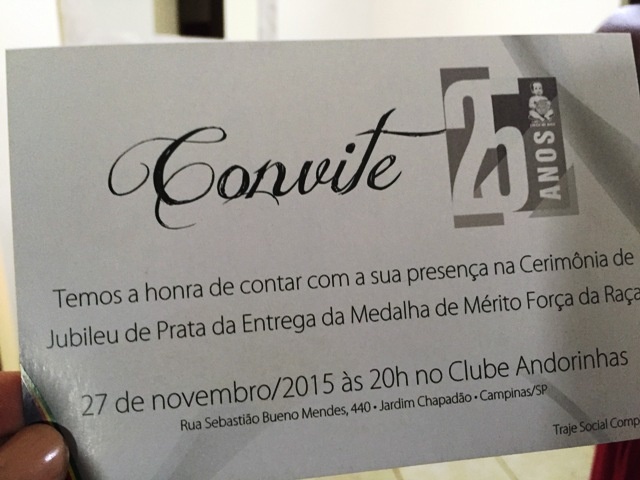 Convite
25 ANOS
Temos a honra de contar com a sua presença na Cerimônia de
Jubileu de Prata da Entrega da Medalha de Mérito Força da Raça
27 de novembro/2015 às 20h no Clube Andorinhas
Rua Sebastião Bueno Mendes, 440 • Jardim Chapadão • Campinas/SP
Traje Social Comp